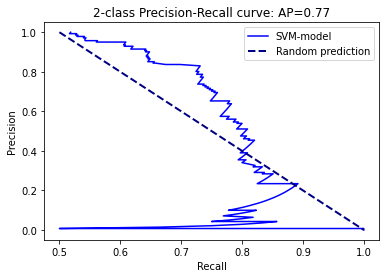 2-class Precision-Recall curve: AP=0.77
SVM-model
Random prediction
1.0
0.8
0.6
0.4
0.2
0.0
Precision
0.5
0.6
0.7
0.8
0.9
1.0
Recall